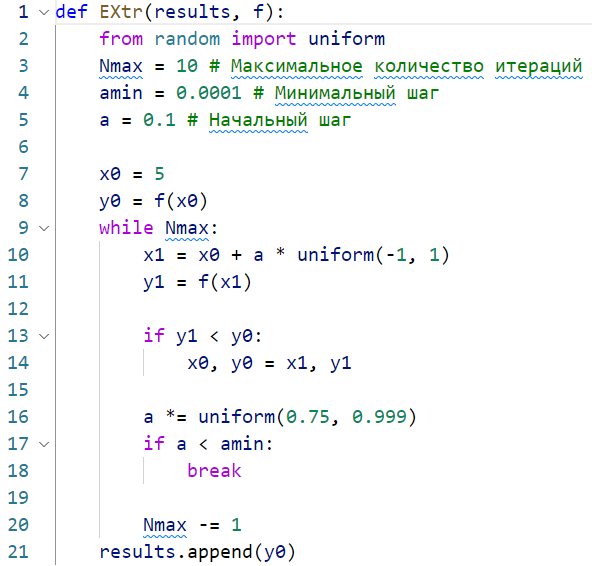 1 def EXtr(results, f):
2     from random import uniform
3     Nmax = 10 # Максимальное количество итераций
4     amin = 0.0001 # Минимальный шаг
5     a = 0.1 # Начальный шаг
6
7     x0 = 5
8     y0 = f(x0)
9     while Nmax:
10         x1 = x0 + a * uniform(-1, 1)
11         y1 = f(x1)
12
13         if y1 < y0:
14             x0, y0 = x1, y1
15
16         a *= uniform(0.75, 0.999)
17         if a < amin:
18             break
19
20         Nmax -= 1
21     results.append(y0)